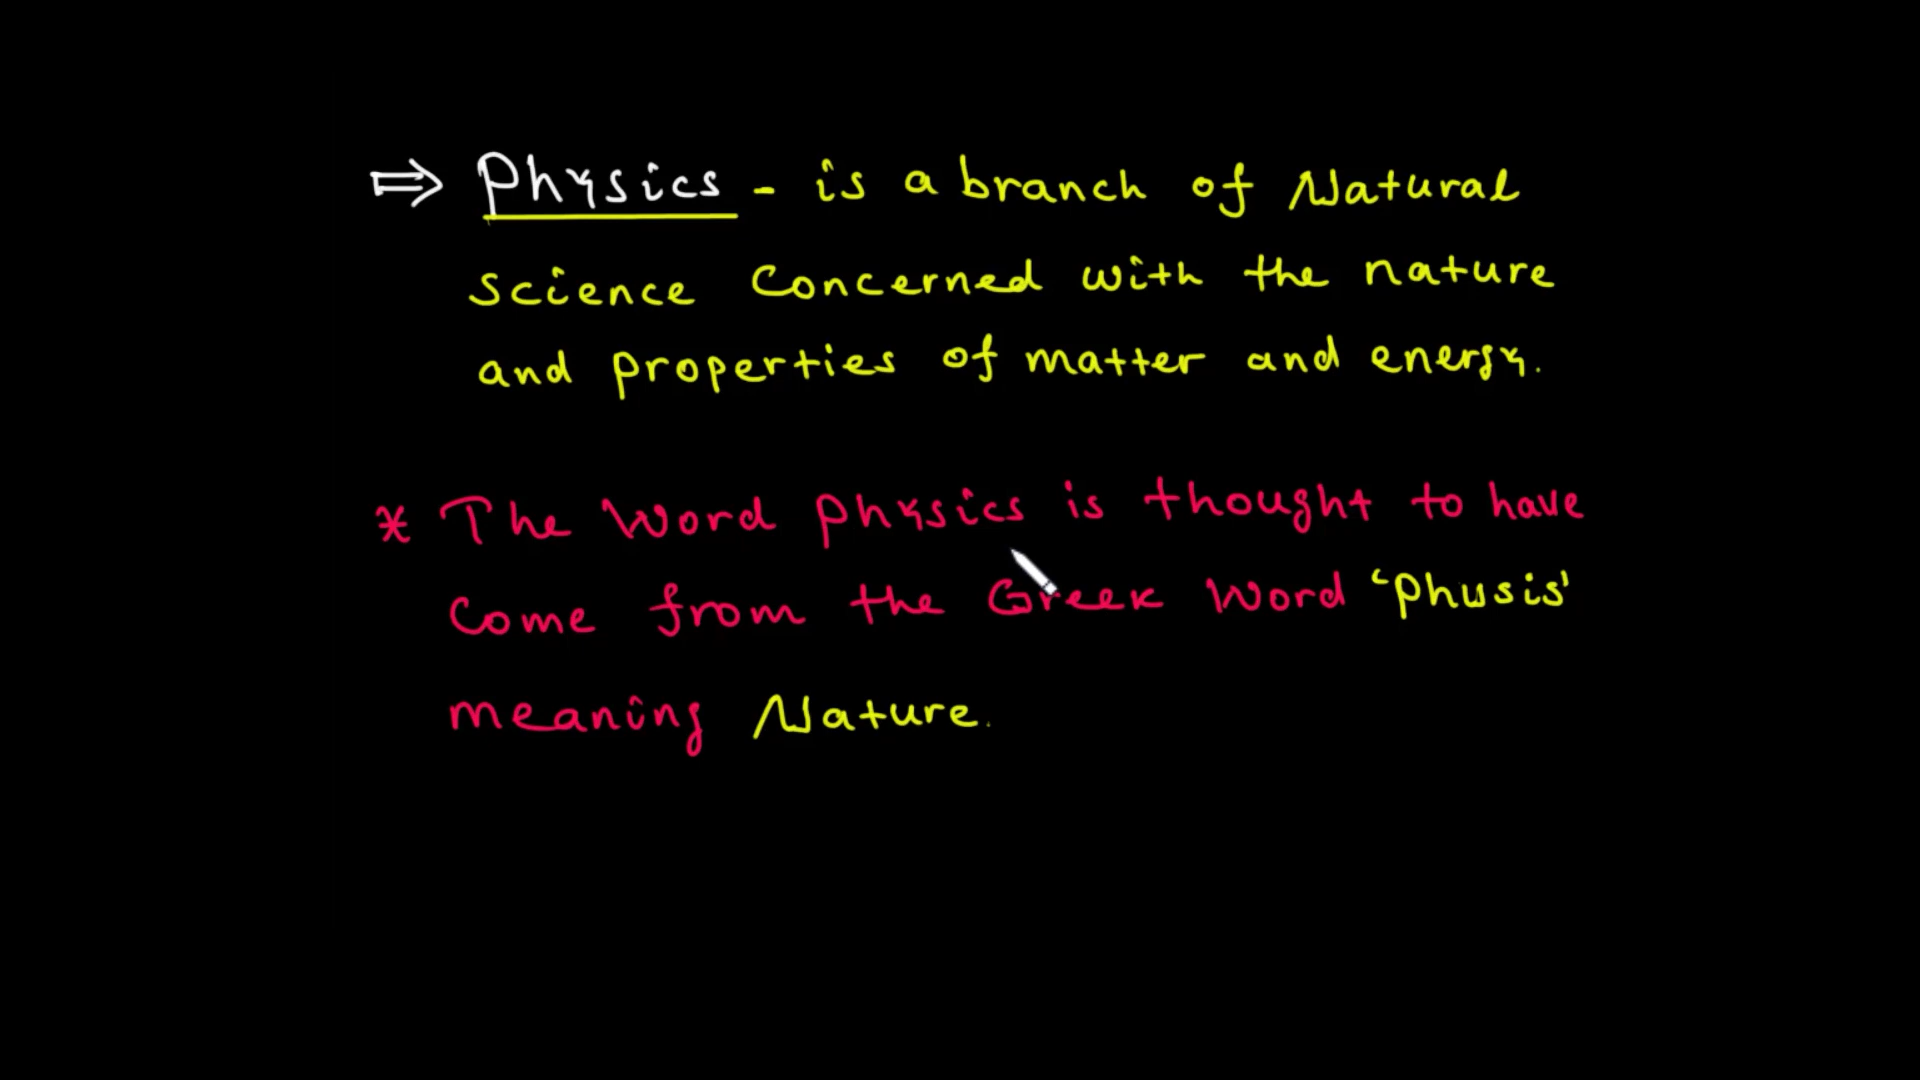 ⇒ Physics - is a branch of Natural
science concerned with the nature
and properties of matter and energy.
* The Word physics is thought to have
Come from the Greek Word ‘Phusis’
meaning Nature.